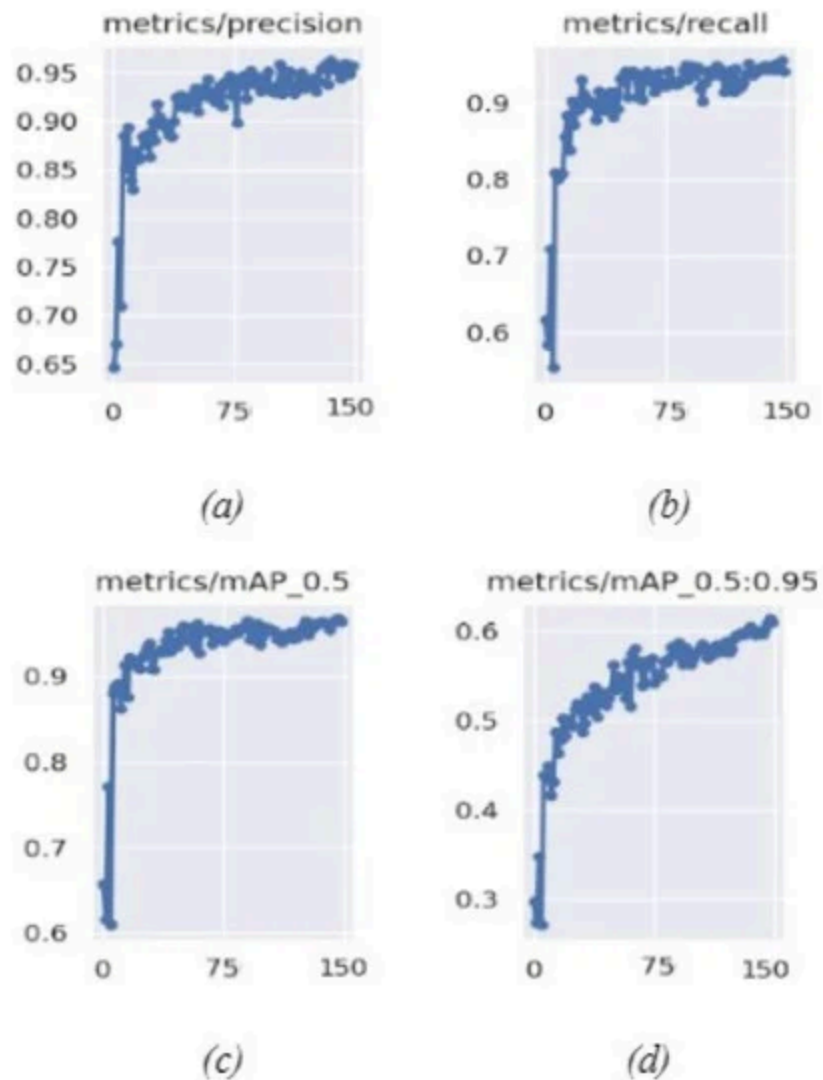 metrics/precision
0.95
0.90
0.85
0.80
0.75
0.70
0.65
0 75 150
(a)
metrics/recall
0.9
0.8
0.7
0.6
0 75 150
(b)
metrics/mAP_0.5
0.9
0.8
0.7
0.6
0 75 150
(c)
metrics/mAP_0.5:0.95
0.6
0.5
0.4
0.3
0 75 150
(d)